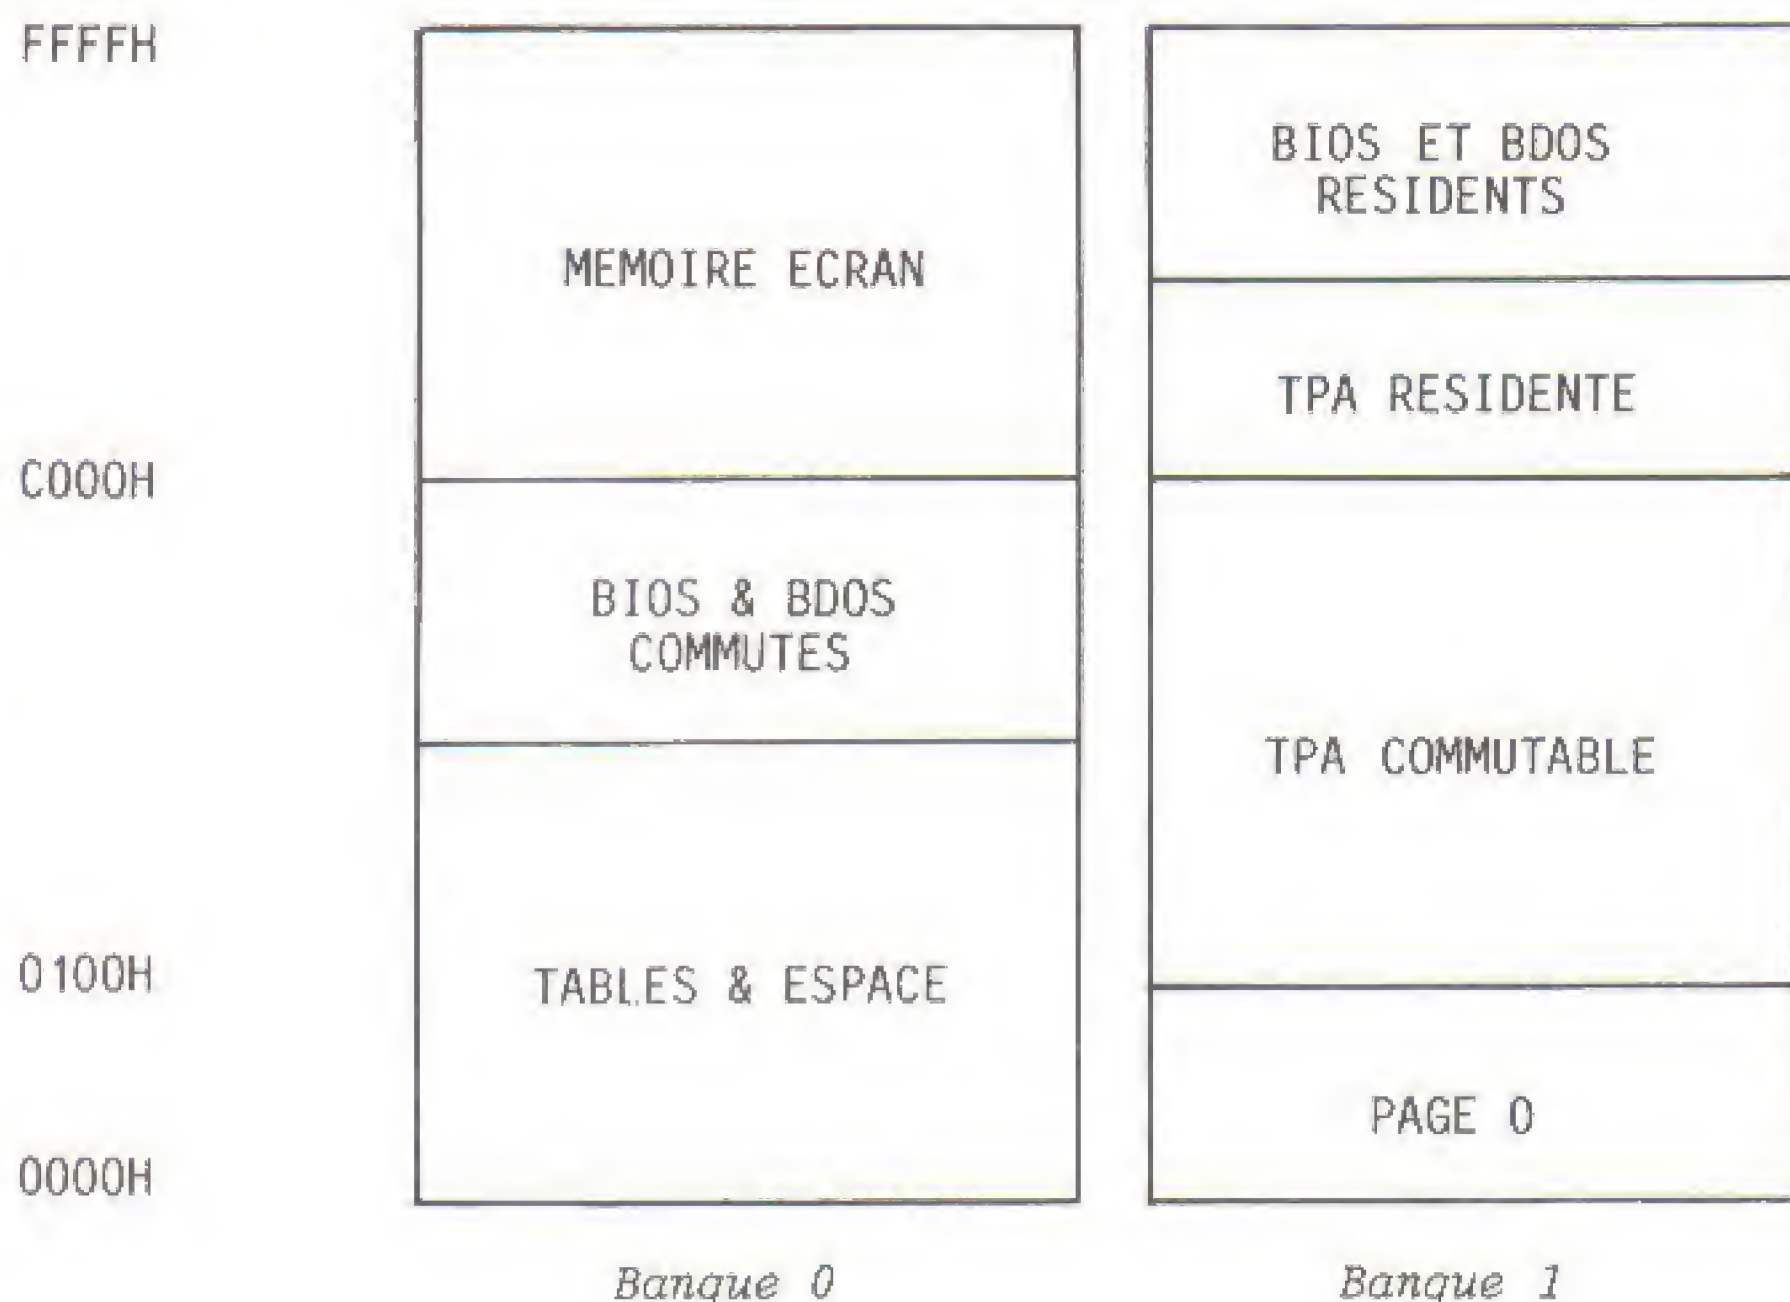 FFFFH
C000H
0100H
0000H
MEMOIRE ECRAN
BIOS & BDOS
COMMUTES
TABLES & ESPACE
Banque 0
BIOS ET BDOS
RESIDENTS
TPA RESIDENTE
TPA COMMUTABLE
PAGE 0
Banque 1